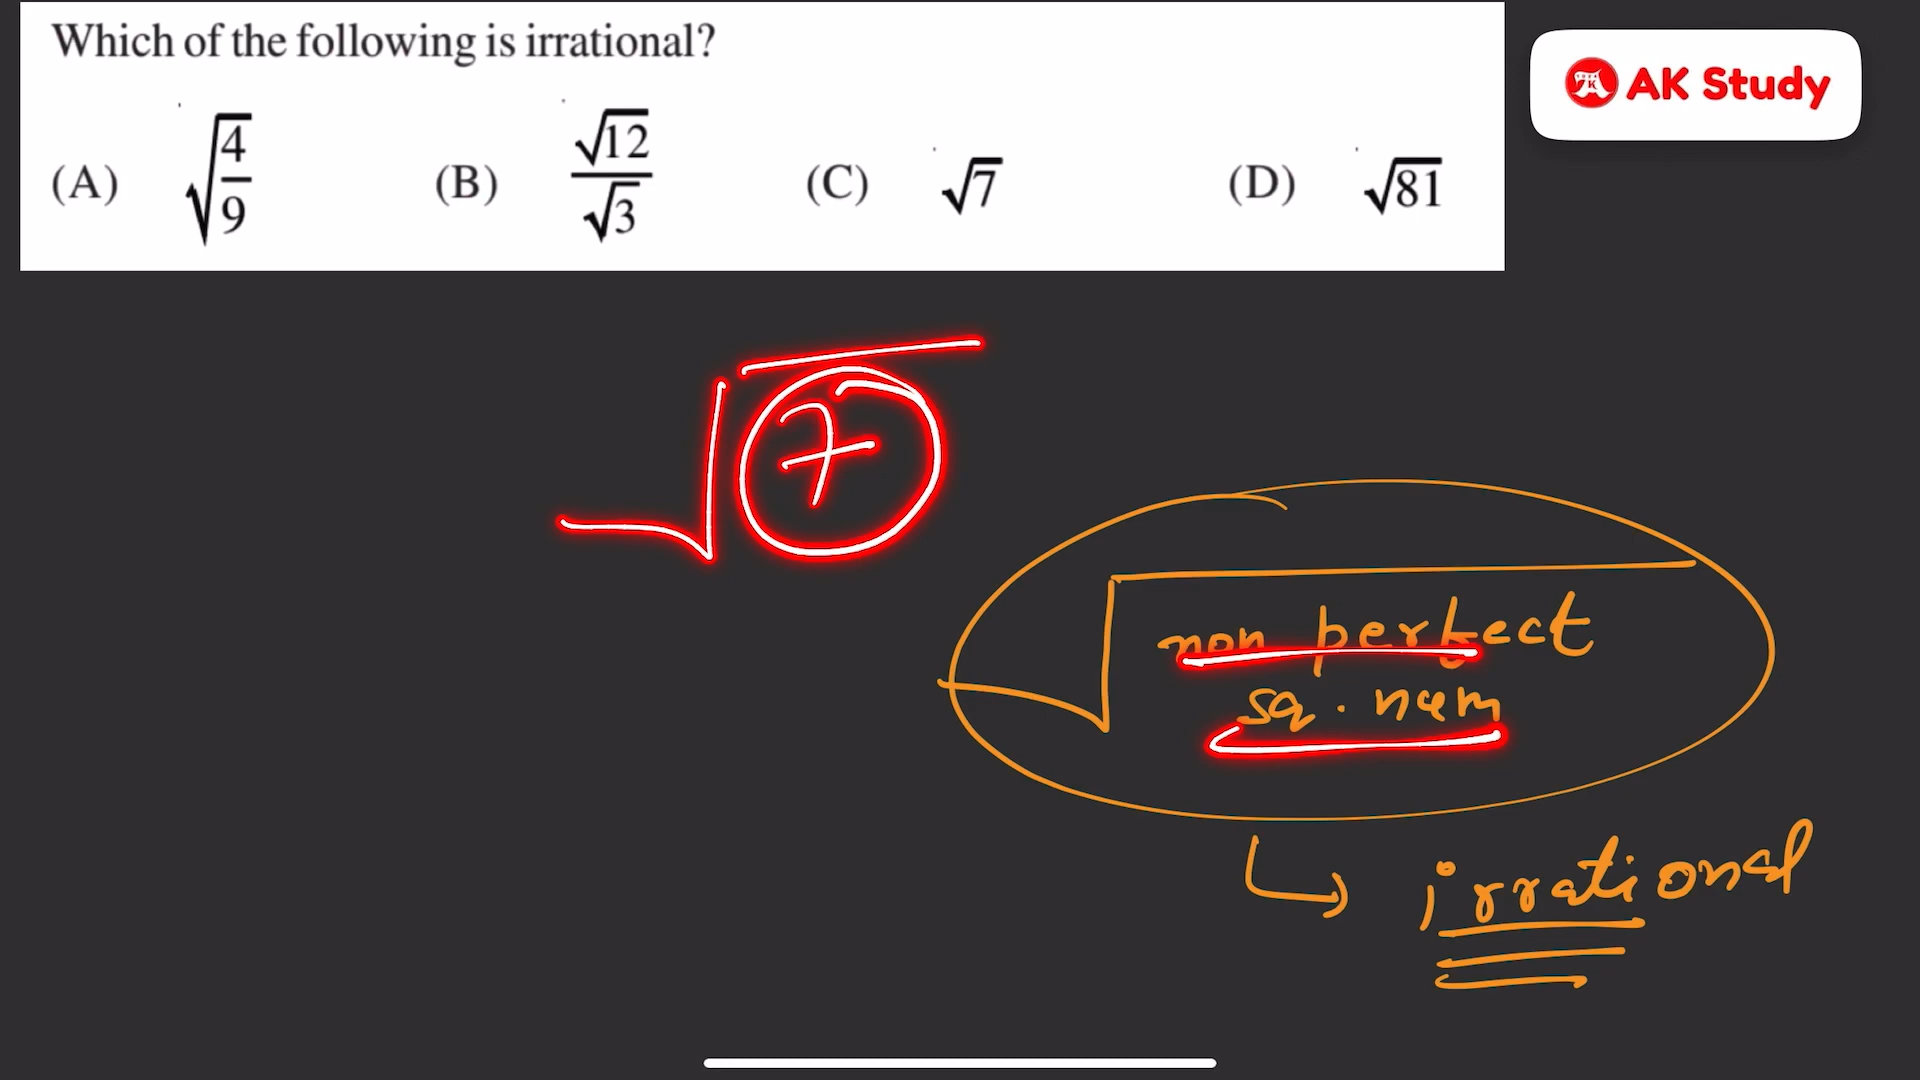 Which of the following is irrational?
AK Study
(A) √(4/9) (B) √12/√3 (C) √7 (D) √81
√7
√non perfect
sq. num
↳ irrational